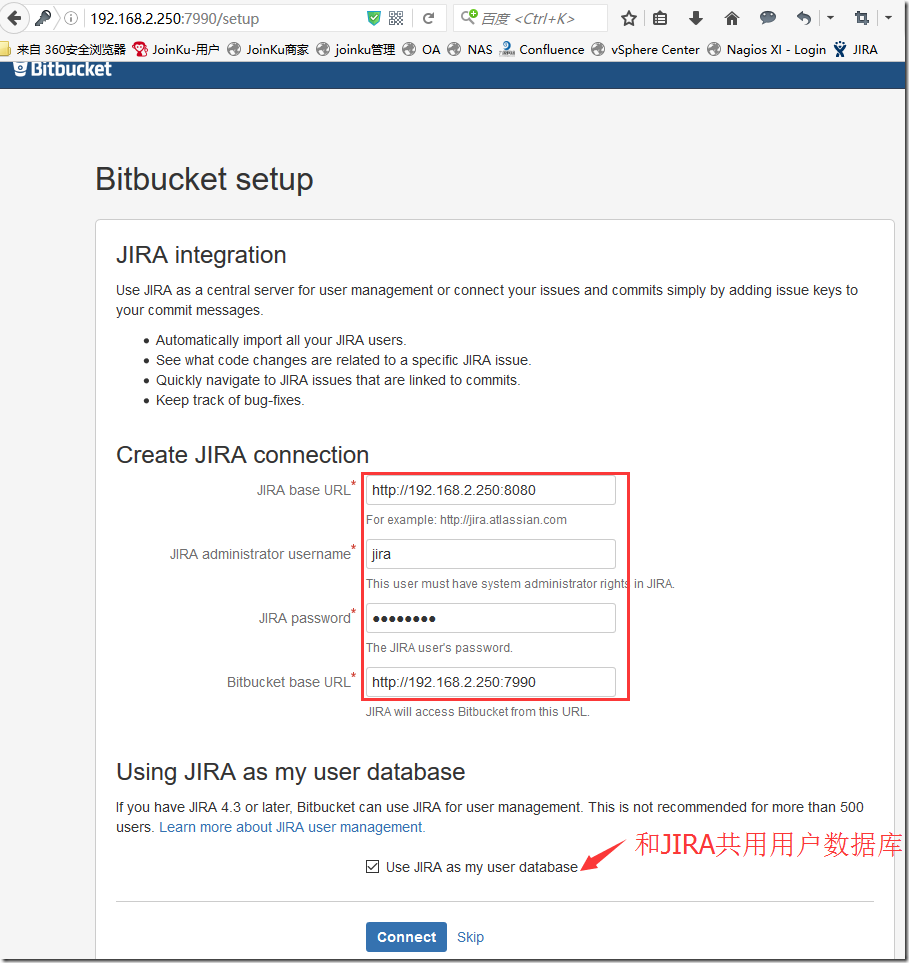 192.168.2.250:7990/setup
百度 <Ctrl+K>
来自 360安全浏览器 JoinKu-用户 JoinKu商家 joinku管理 OA NAS Confluence vSphere Center Nagios XI - Login JIRA
Bitbucket
Bitbucket setup
JIRA integration
Use JIRA as a central server for user management or connect your issues and commits simply by adding issue keys to
your commit messages.
Automatically import all your JIRA users.
See what code changes are related to a specific JIRA issue.
Quickly navigate to JIRA issues that are linked to commits.
Keep track of bug-fixes.
Create JIRA connection
JIRA base URL* http://192.168.2.250:8080
For example: http://jira.atlassian.com
JIRA administrator username* jira
This user must have system administrator rights in JIRA.
JIRA password* ●●●●●●●●
The JIRA user's password.
Bitbucket base URL* http://192.168.2.250:7990
JIRA will access Bitbucket from this URL.
Using JIRA as my user database
If you have JIRA 4.3 or later, Bitbucket can use JIRA for user management. This is not recommended for more than 500
users. Learn more about JIRA user management.
和JIRA共用用户数据库
Use JIRA as my user database
Connect Skip